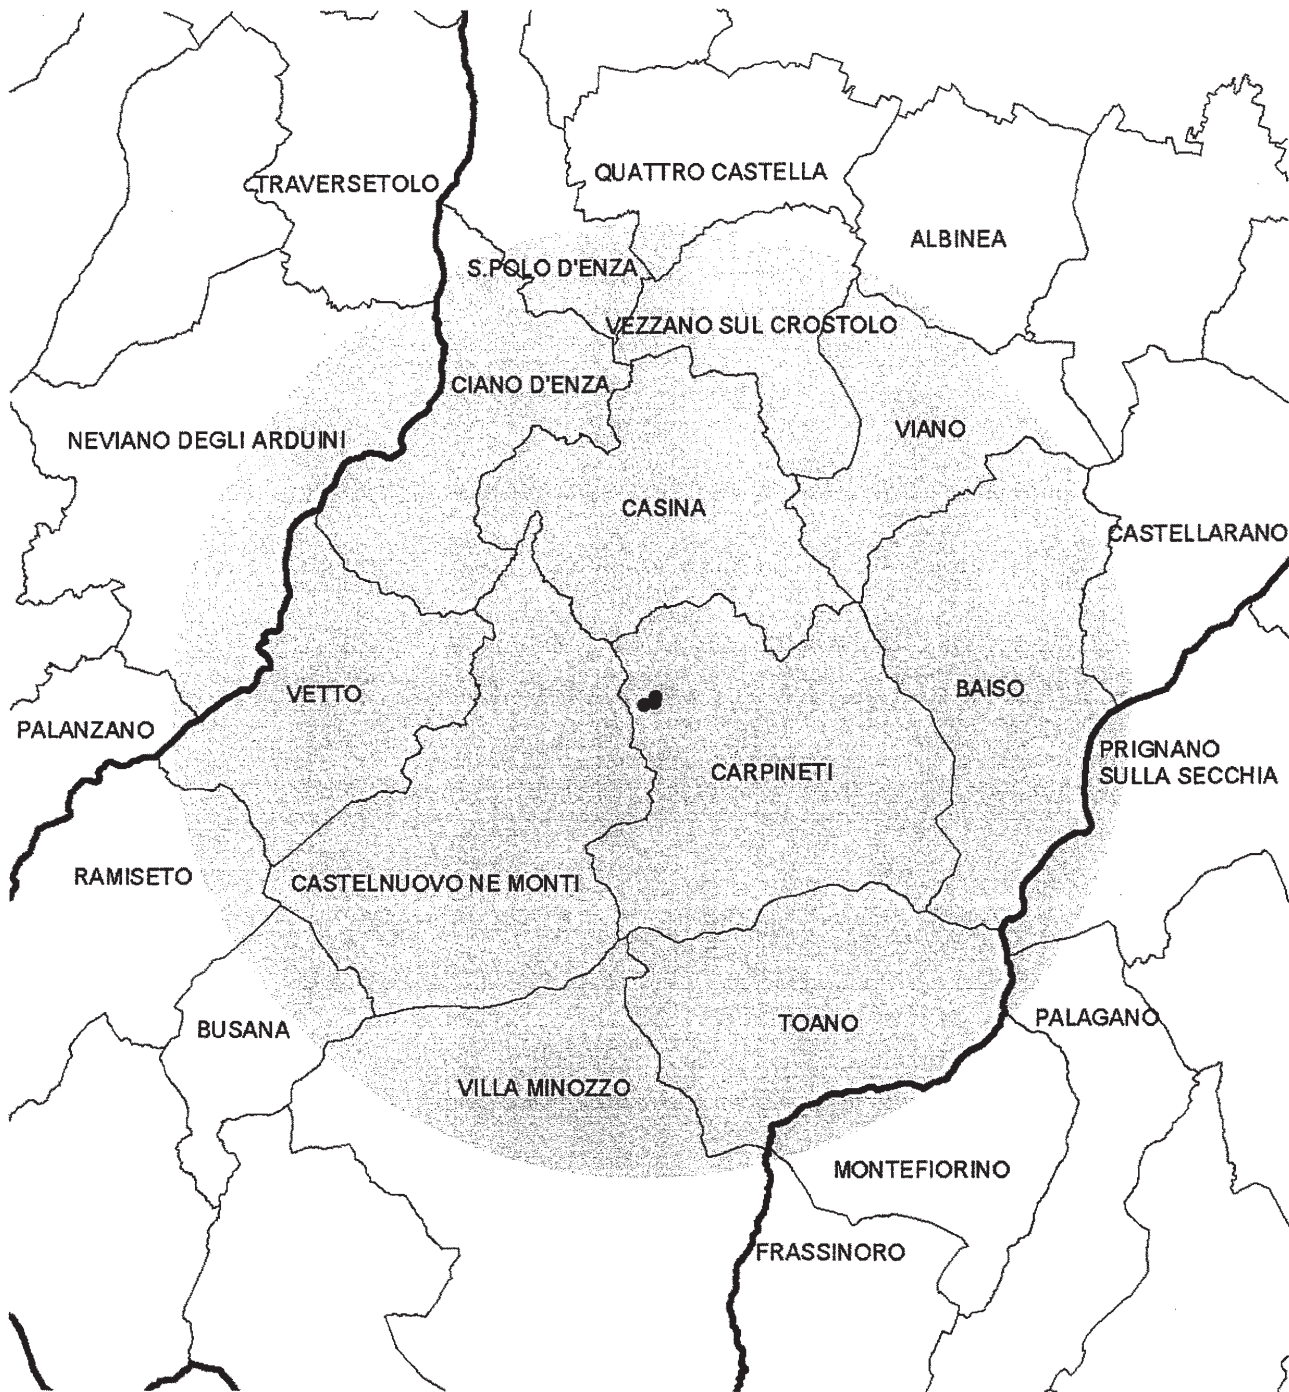 QUATTRO CASTELLA
TRAVERSETOLO
ALBINEA
S.POLO D'ENZA
VEZZANO SUL CROSTOLO
CIANO D'ENZA
VIANO
NEVIANO DEGLI ARDUINI
CASINA
CASTELLARANO
BAISO
VETTO
PALANZANO
CARPINETI
PRIGNANO
SULLA SECCHIA
RAMISETO
CASTELNUOVO NE MONTI
PALAGANO
TOANO
BUSANA
VILLA MINOZZO
MONTEFIORINO
FRASSINORO